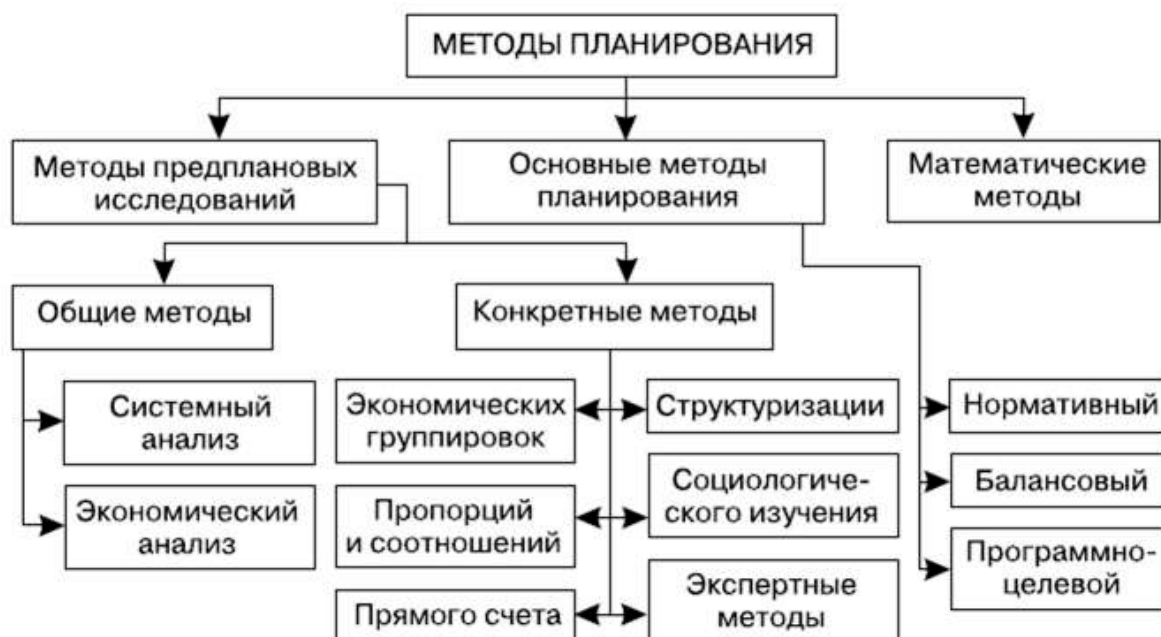 МЕТОДЫ ПЛАНИРОВАНИЯ
Методы предплановых
исследований
Основные методы
планирования
Математические
методы
Общие методы
Конкретные методы
Системный
анализ
Экономический
анализ
Экономических
группировок
Пропорций
и соотношений
Прямого счета
Структуризации
Социологиче-
ского изучения
Экспертные
методы
Нормативный
Балансовый
Программно-
целевой